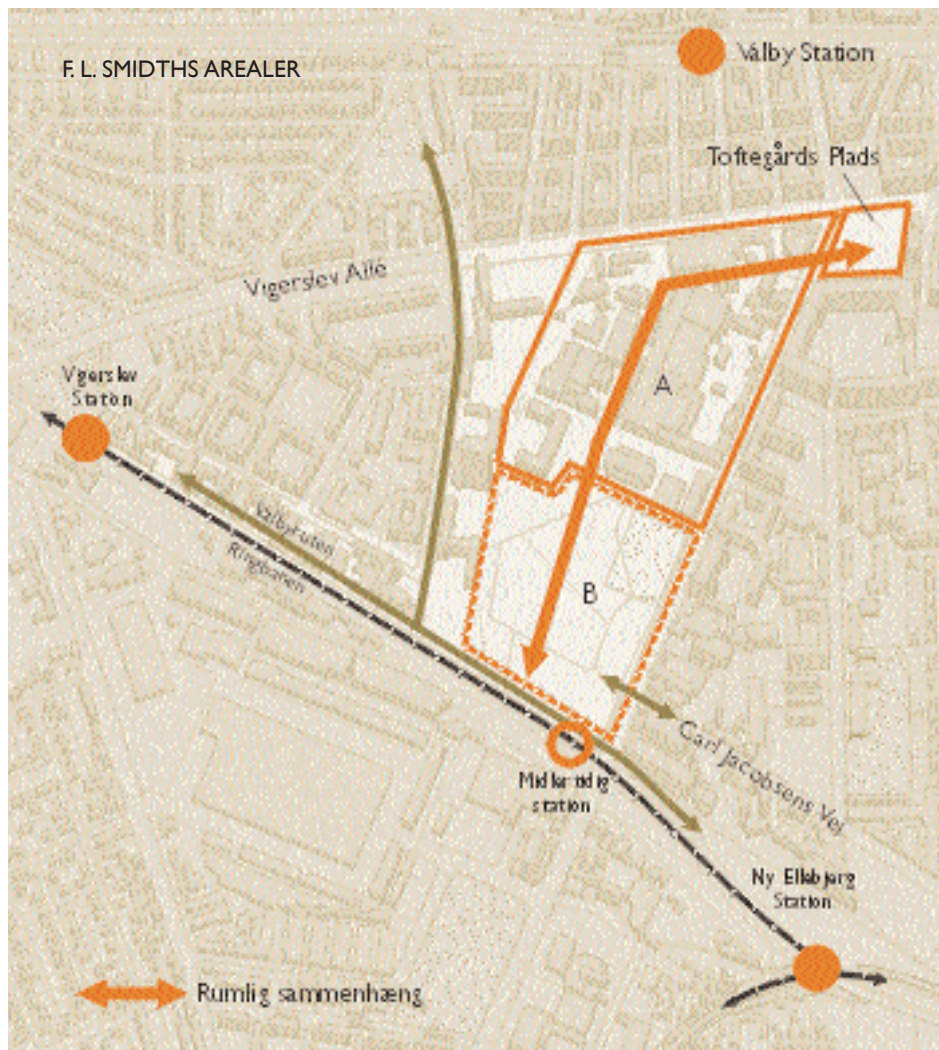 F. L. SMIDTHS AREALER
Valby Station
Toftegårds Plads
Vigerslev Allé
Vigerslev
Station
A
Valbyruten
Ringbanen
B
Carl Jacobsens Vej
Midlertidig
station
Ny Ellebjerg
Station
Rumlig sammenhæng